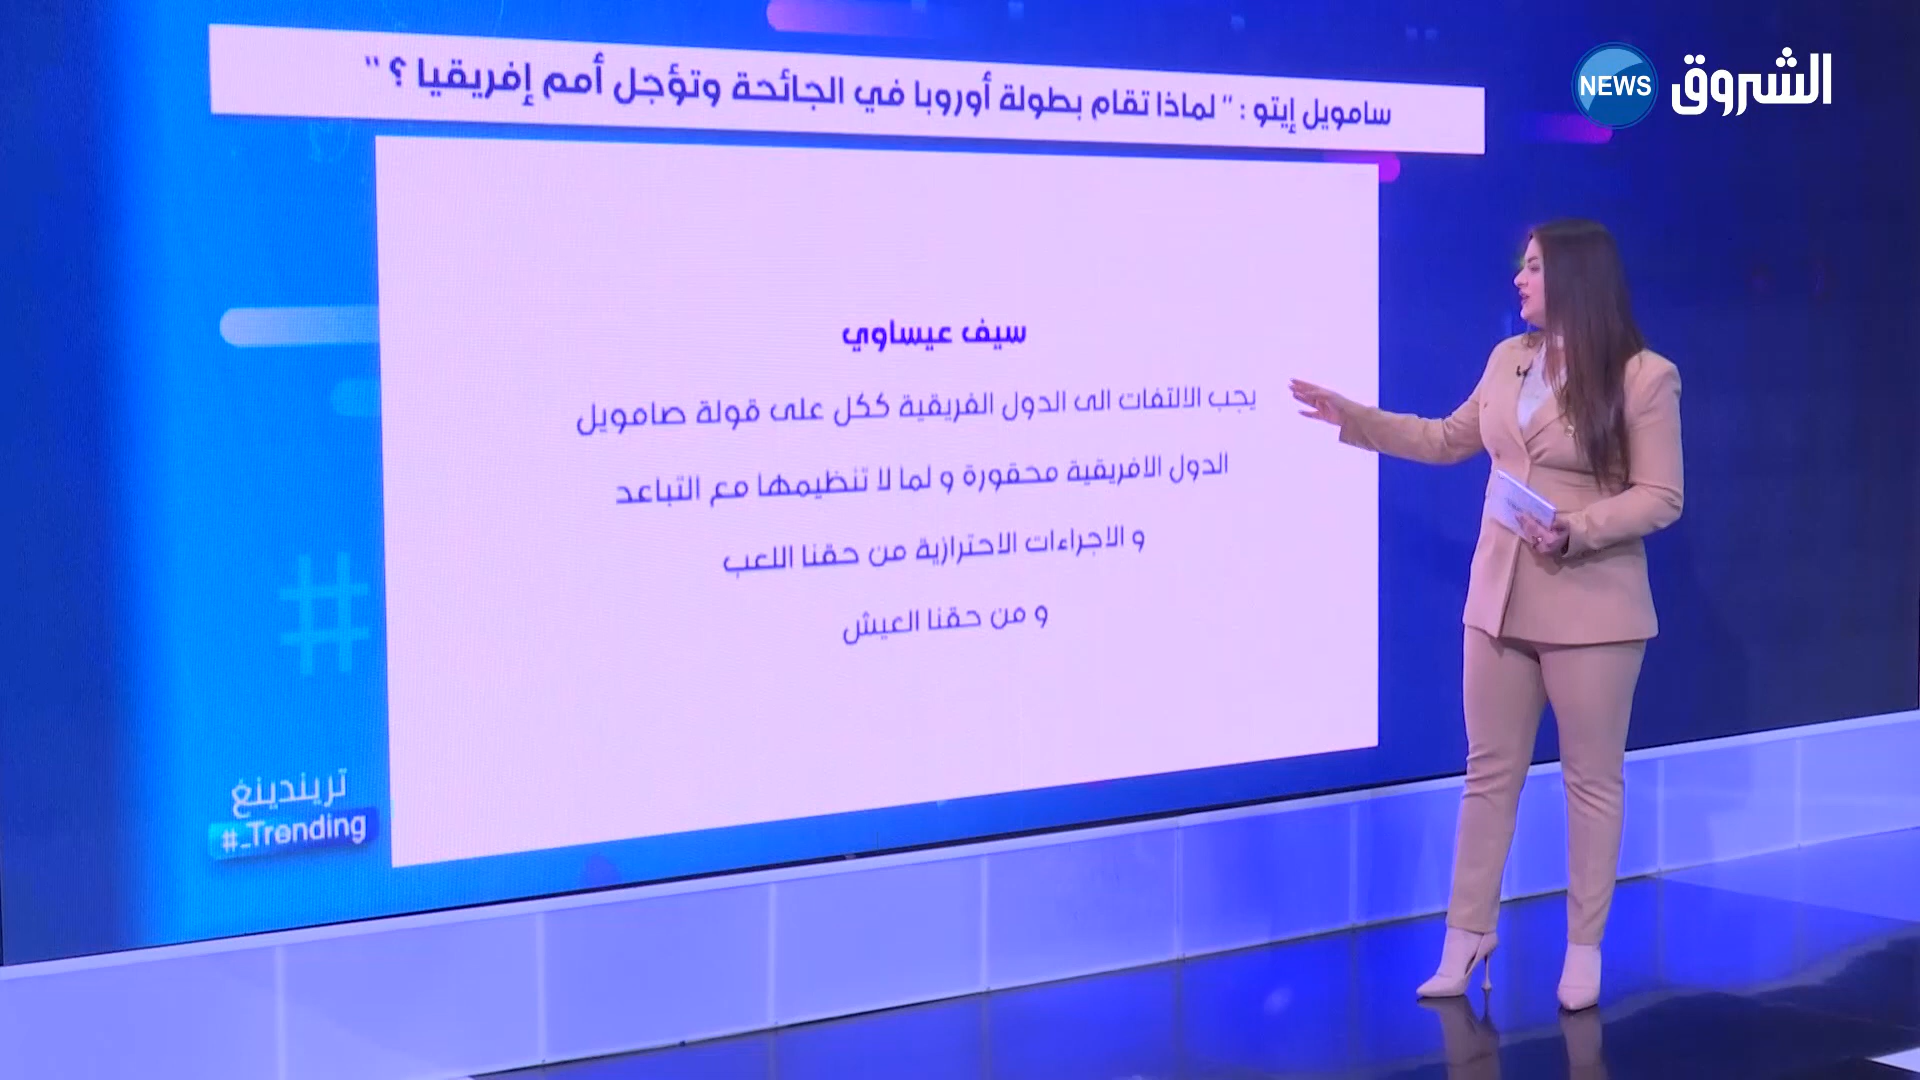 سامويل إيتو : " لماذا تقام بطولة أوروبا في الجائحة وتؤجل أمم إفريقيا ؟ "
NEWS الشروق
سيف عيساوي
يجب الالتفات الى الدول الفريقية ككل على قولة صامويل
الدول الافريقية محقورة و لما لا تنظيمها مع التباعد
و الاجراءات الاحترازية من حقنا اللعب
و من حقنا العيش
#
تريندينغ
#_Trending